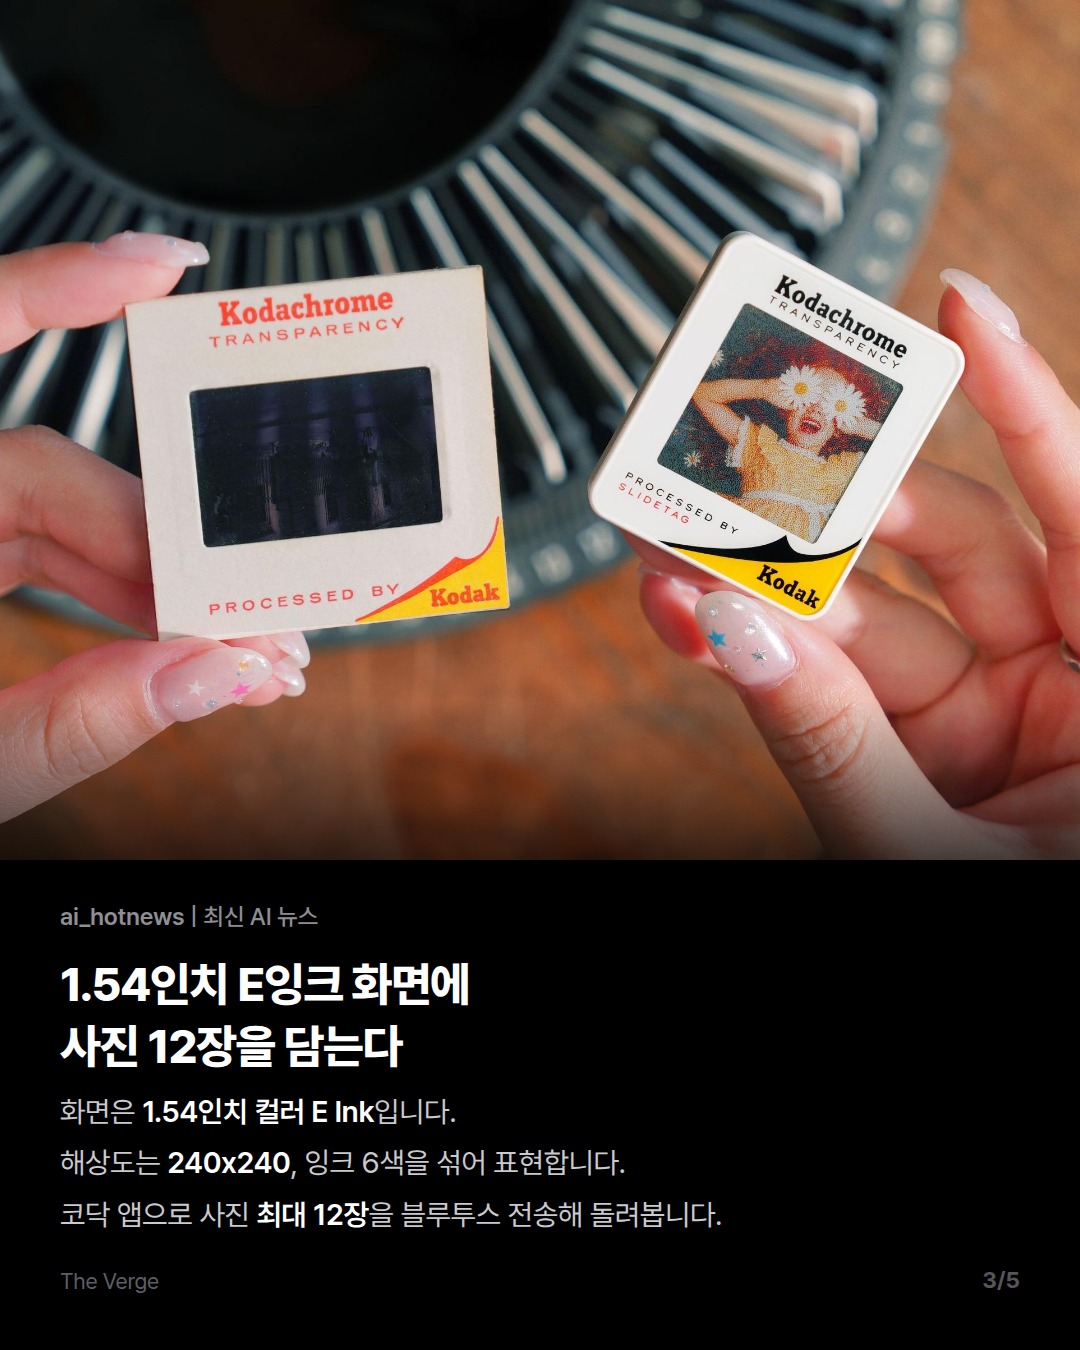 Kodachrome
TRANSPARENCY
PROCESSED BY
Kodak
Kodachrome
TRANSPARENCY
PROCESSED BY
SLIDETAG
Kodak
ai_hotnews | 최신 AI 뉴스
1.54인치 E잉크 화면에
사진 12장을 담는다
화면은 1.54인치 컬러 E Ink입니다.
해상도는 240x240, 잉크 6색을 섞어 표현합니다.
코닥 앱으로 사진 최대 12장을 블루투스 전송해 돌려봅니다.
The Verge
3/5